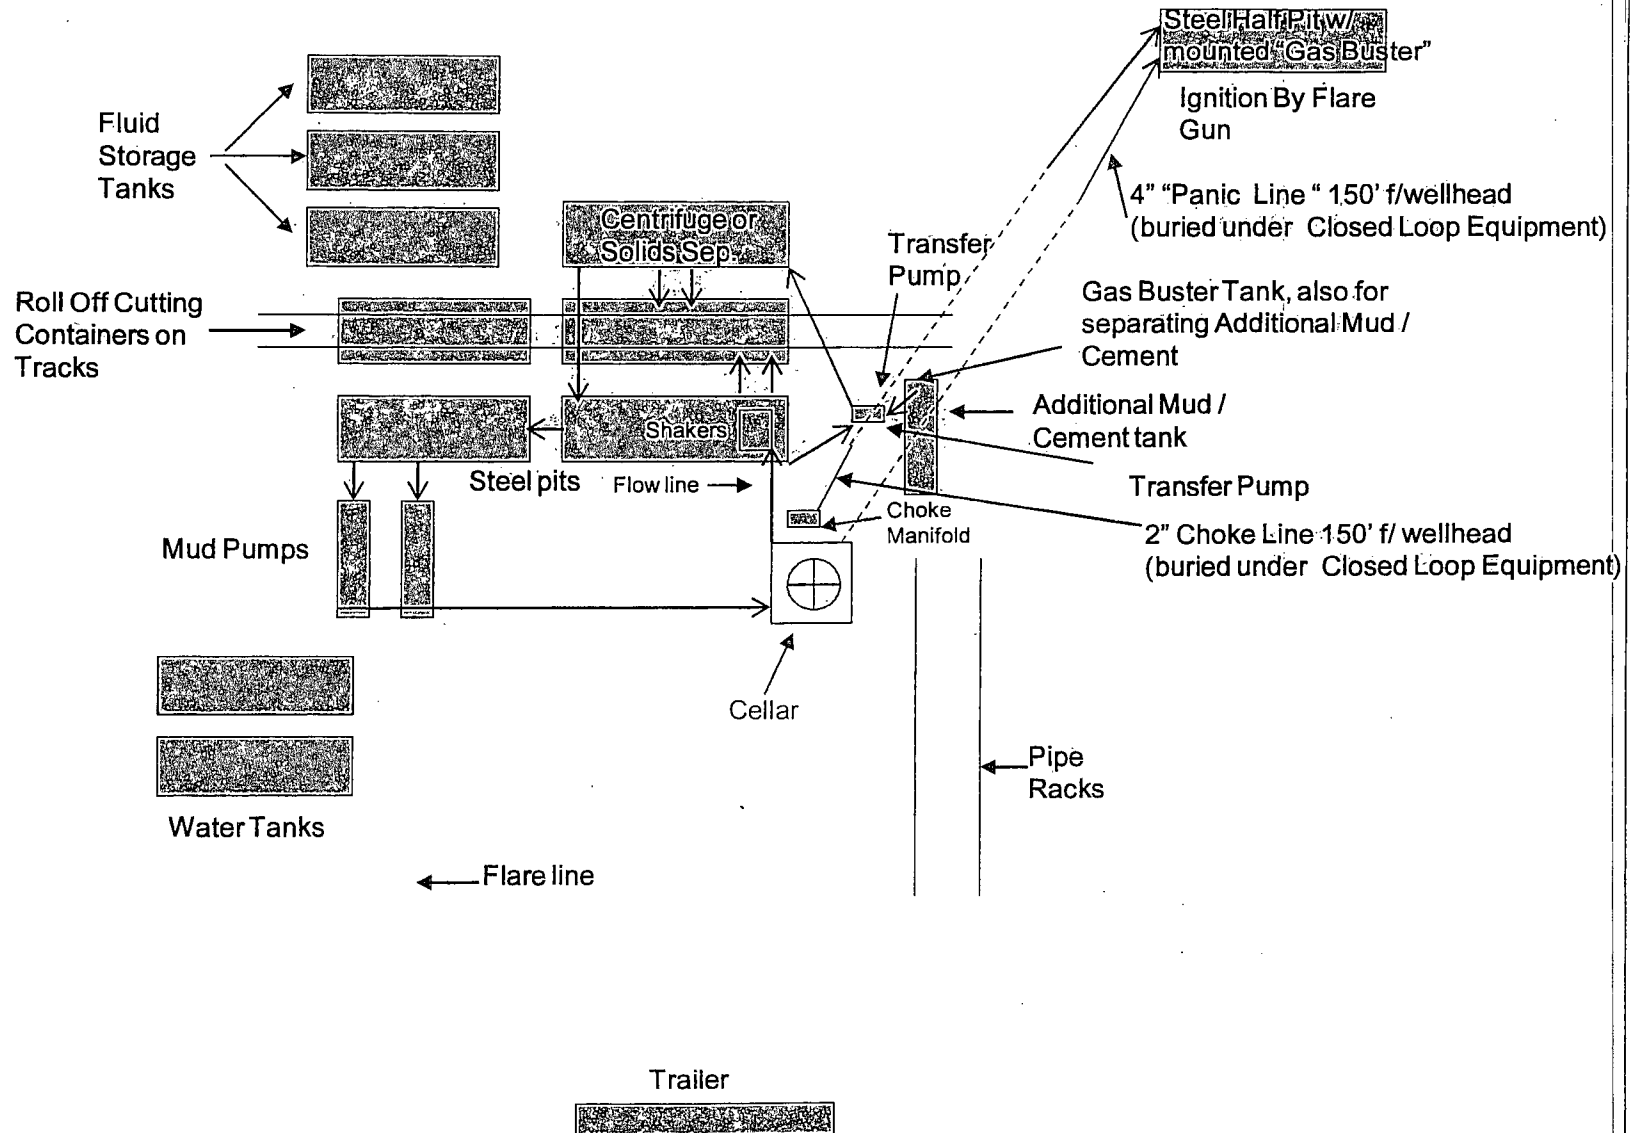 Steel Half Pit w/
mounted “Gas Buster”
Ignition By Flare
Gun
Fluid
Storage
Tanks
4” “Panic Line “ 150’ f/wellhead
(buried under Closed Loop Equipment)
Centrifuge or
Solids Sep.
Transfer
Pump
Gas Buster Tank, also for
separating Additional Mud /
Cement
Roll Off Cutting
Containers on
Tracks
Additional Mud /
Cement tank
Shakers
Steel pits
Flow line
Transfer Pump
Choke
Manifold
2” Choke Line 150’ f/ wellhead
(buried under Closed Loop Equipment)
Mud Pumps
Cellar
Pipe
Racks
Water Tanks
Flare line
Trailer